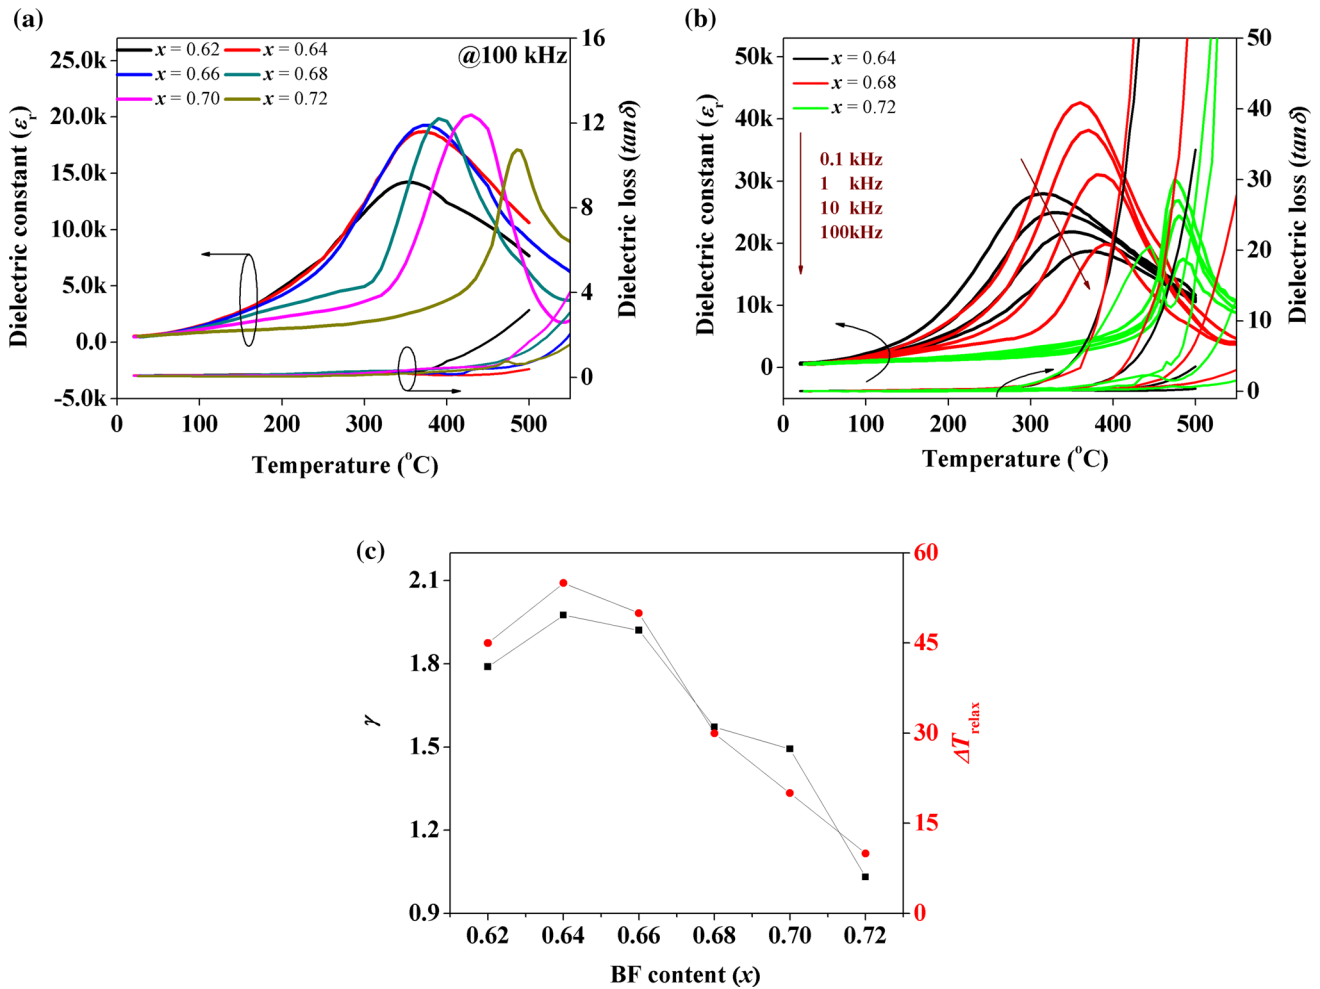 (a)
@100 kHz
x = 0.62
x = 0.64
x = 0.66
x = 0.68
x = 0.70
x = 0.72
Dielectric constant (εr)
25.0k
20.0k
15.0k
10.0k
5.0k
0.0
-5.0k
0 100 200 300 400 500
Temperature (°C)
16
12
8
4
0
Dielectric loss (tanδ)
(b)
x = 0.64
x = 0.68
x = 0.72
0.1 kHz
1 kHz
10 kHz
100kHz
Dielectric constant (εr)
50k
40k
30k
20k
10k
0
0 100 200 300 400 500
Temperature (°C)
50
40
30
20
10
0
Dielectric loss (tanδ)
(c)
γ
2.1
1.8
1.5
1.2
0.9
0.62 0.64 0.66 0.68 0.70 0.72
BF content (x)
60
45
30
15
0
ΔTrelax